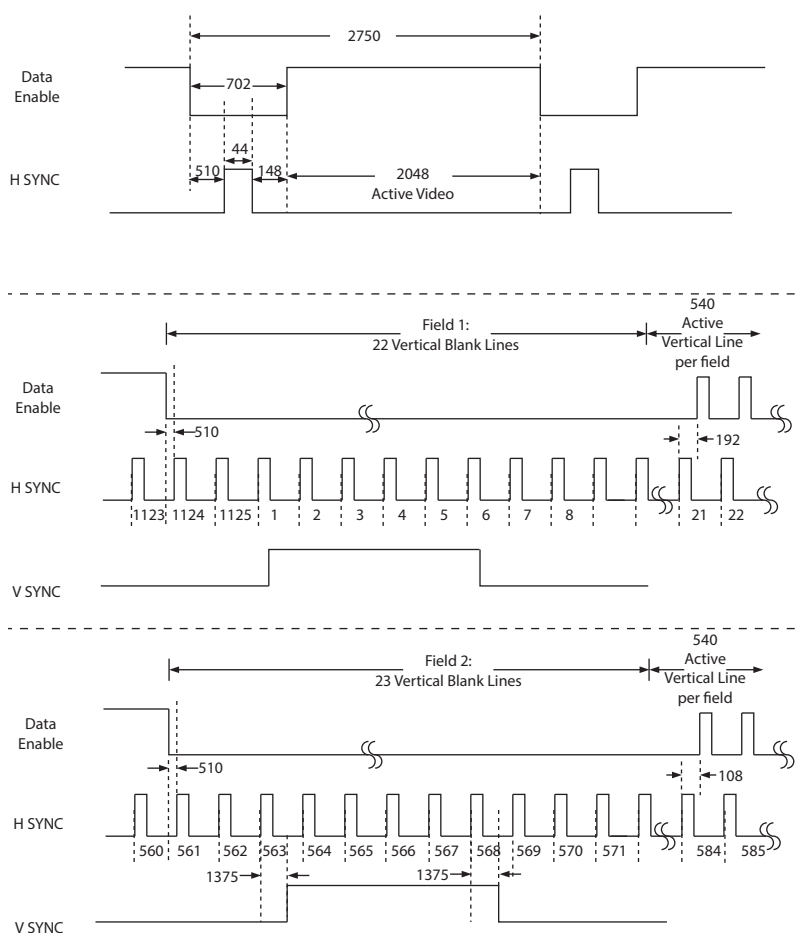 2750
Data
Enable
702
44
510
148
2048
Active Video
H SYNC
540
Active
Vertical Line
per field
Field 1:
22 Vertical Blank Lines
Data
Enable
510
192
H SYNC
1123 1124 1125 1 2 3 4 5 6 7 8 21 22
V SYNC
540
Active
Vertical Line
per field
Field 2:
23 Vertical Blank Lines
Data
Enable
510
108
H SYNC
560 561 562 563 564 565 566 567 568 569 570 571 584 585
1375 1375
V SYNC